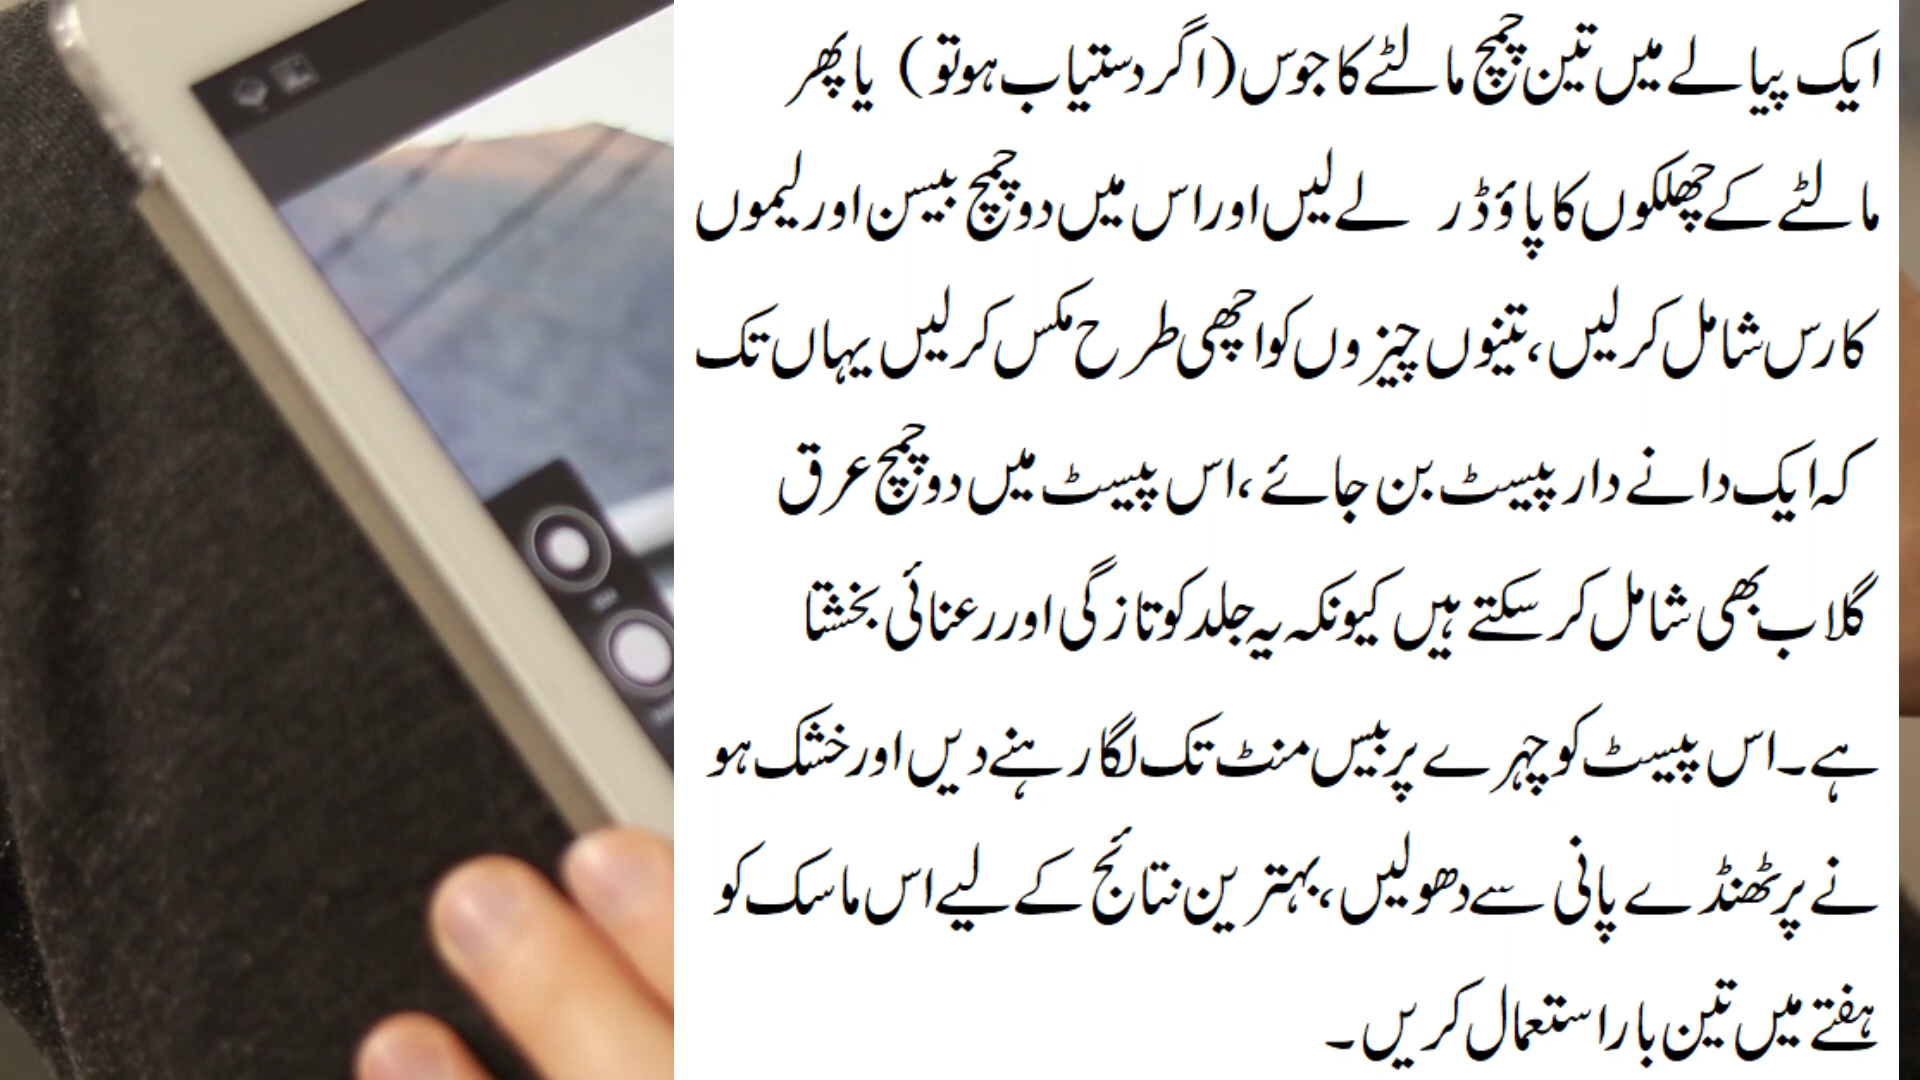 ایک پیالے میں تین چمچ مالٹے کا جوس (اگر دستیاب ہو تو) یا پھر
مالٹے کے چھلکوں کا پاؤڈر لے لیں اور اس میں دو چمچ بیسن اور لیموں
کا رس شامل کر لیں، تینوں چیزوں کو اچھی طرح مکس کر لیں یہاں تک
کہ ایک دانے دار پیسٹ بن جائے، اس پیسٹ میں دو چمچ عرق
گلاب بھی شامل کر سکتے ہیں کیونکہ یہ جلد کو تازگی اور رعنائی بخشتا
ہے۔ اس پیسٹ کو چہرے پر بیس منٹ تک لگا رہنے دیں اور خشک ہو
نے پر ٹھنڈے پانی سے دھو لیں، بہترین نتائج کے لیے اس ماسک کو
ہفتے میں تین بار استعمال کریں۔